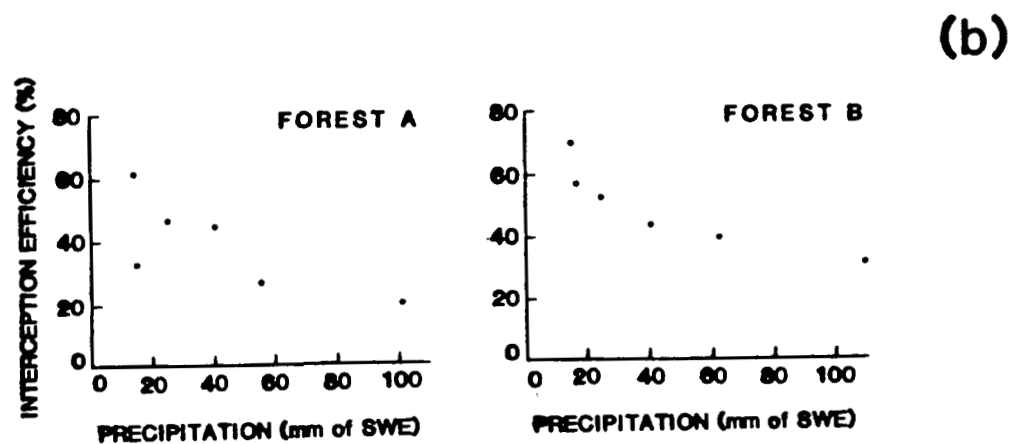 (b)
INTERCEPTION EFFICIENCY (%)
FOREST A
80
60
40
20
0
0 20 40 60 80 100
PRECIPITATION (mm of SWE)
FOREST B
80
60
40
20
0
0 20 40 60 80 100
PRECIPITATION (mm of SWE)